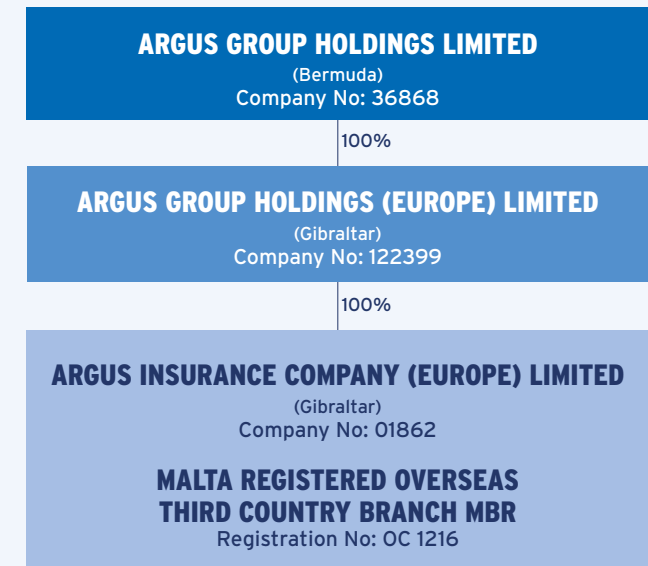 ARGUS GROUP HOLDINGS LIMITED
(Bermuda)
Company No: 36868
100%
ARGUS GROUP HOLDINGS (EUROPE) LIMITED
(Gibraltar)
Company No: 122399
100%
ARGUS INSURANCE COMPANY (EUROPE) LIMITED
(Gibraltar)
Company No: 01862
MALTA REGISTERED OVERSEAS
THIRD COUNTRY BRANCH MBR
Registration No: OC 1216